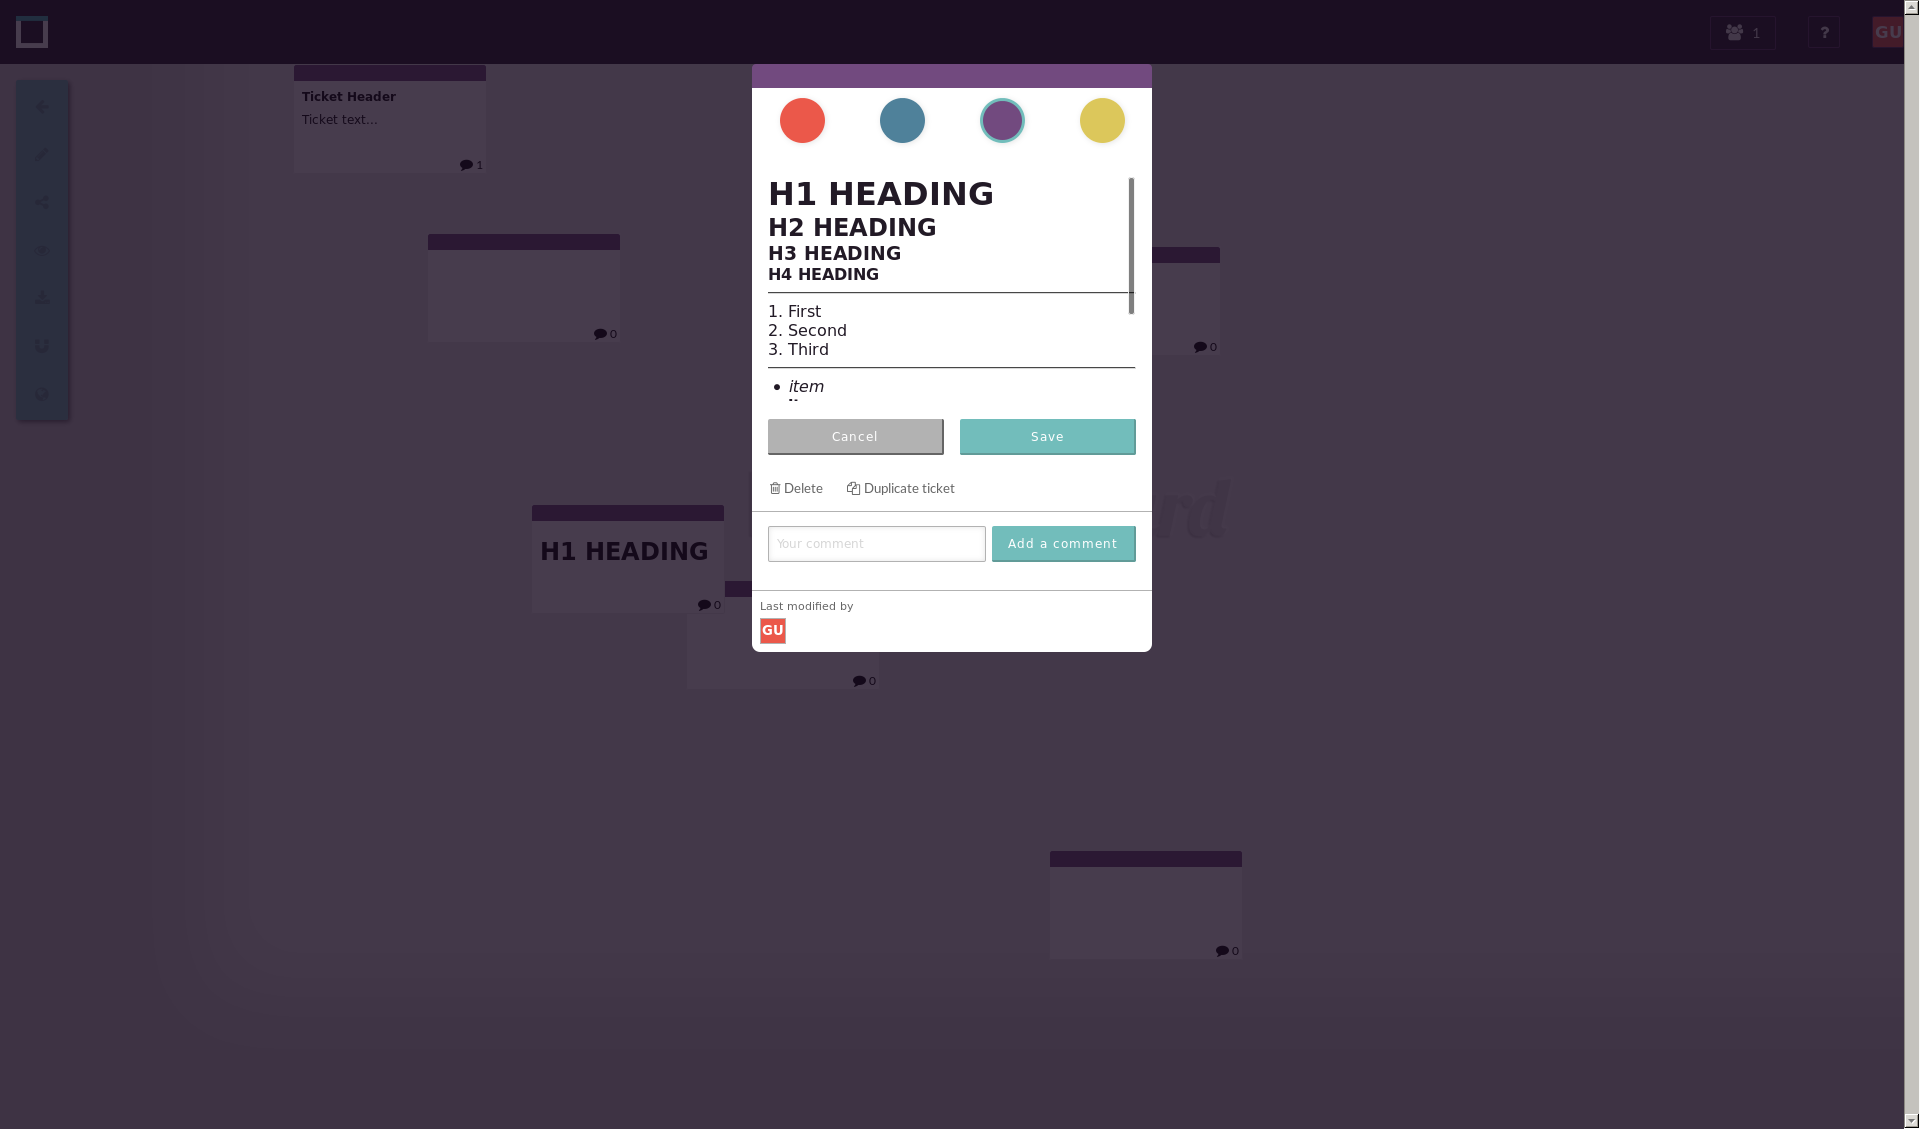 1
?
GU
Ticket Header
Ticket text...
1
0
0
H1 HEADING
0
0
0
H1 HEADING
H2 HEADING
H3 HEADING
H4 HEADING
1. First
2. Second
3. Third
• item
Cancel
Save
Delete
Duplicate ticket
Your comment
Add a comment
Last modified by
GU